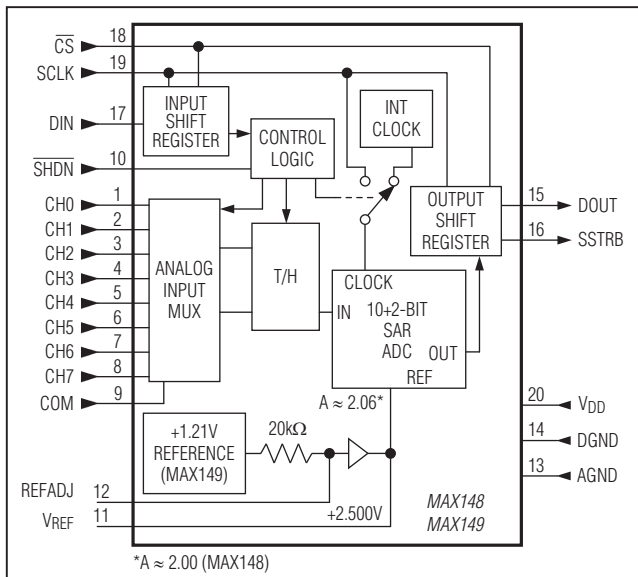 CS 18
SCLK 19
DIN 17
SHDN 10
CH0 1
CH1 2
CH2 3
CH3 4
CH4 5
CH5 6
CH6 7
CH7 8
COM 9
INPUT
SHIFT
REGISTER
CONTROL
LOGIC
INT
CLOCK
OUTPUT
SHIFT
REGISTER
15 DOUT
16 SSTRB
ANALOG
INPUT
MUX
T/H
CLOCK
IN
10+2-BIT
SAR
ADC
OUT
REF
A ≈ 2.06*
20 VDD
14 DGND
13 AGND
+1.21V
REFERENCE
(MAX149)
20kΩ
REFADJ 12
VREF 11
+2.500V
MAX148
MAX149
*A ≈ 2.00 (MAX148)